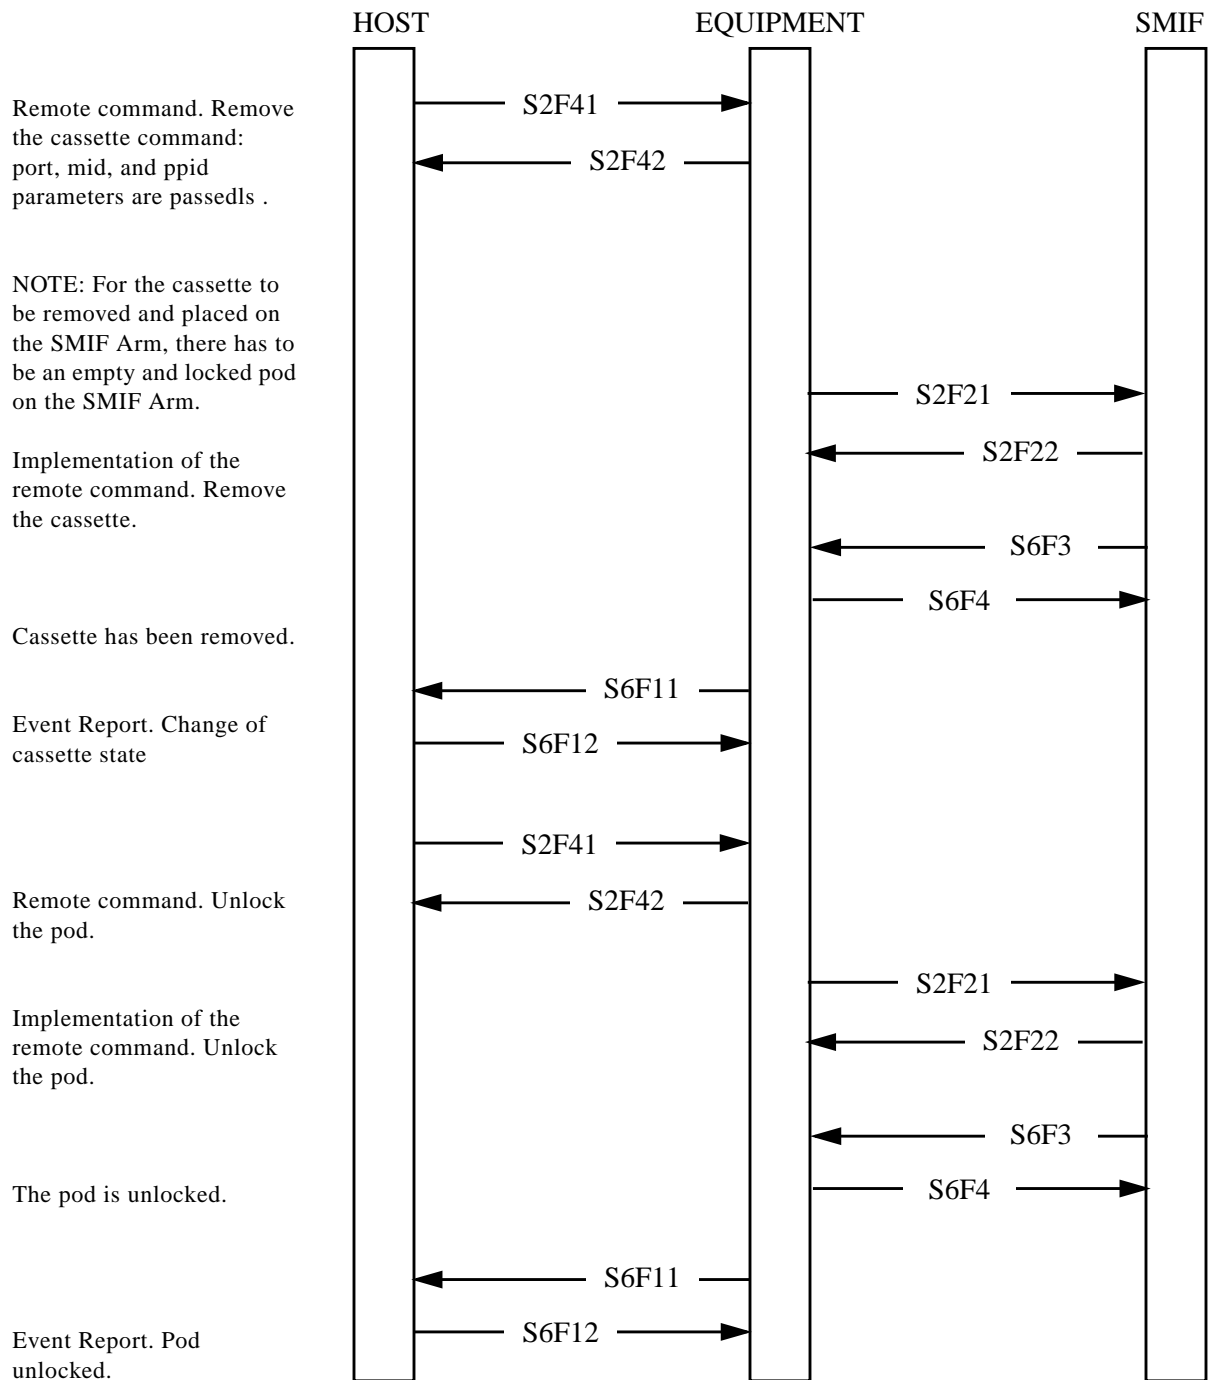 HOST EQUIPMENT SMIF
S2F41
Remote command. Remove
the cassette command:
port, mid, and ppid
parameters are passedls .
S2F42
NOTE: For the cassette to
be removed and placed on
the SMIF Arm, there has to
be an empty and locked pod
on the SMIF Arm.
S2F21
Implementation of the
remote command. Remove
the cassette.
S2F22
S6F3
S6F4
Cassette has been removed.
S6F11
Event Report. Change of
cassette state
S6F12
S2F41
Remote command. Unlock
the pod.
S2F42
S2F21
Implementation of the
remote command. Unlock
the pod.
S2F22
S6F3
The pod is unlocked.
S6F4
S6F11
S6F12
Event Report. Pod
unlocked.